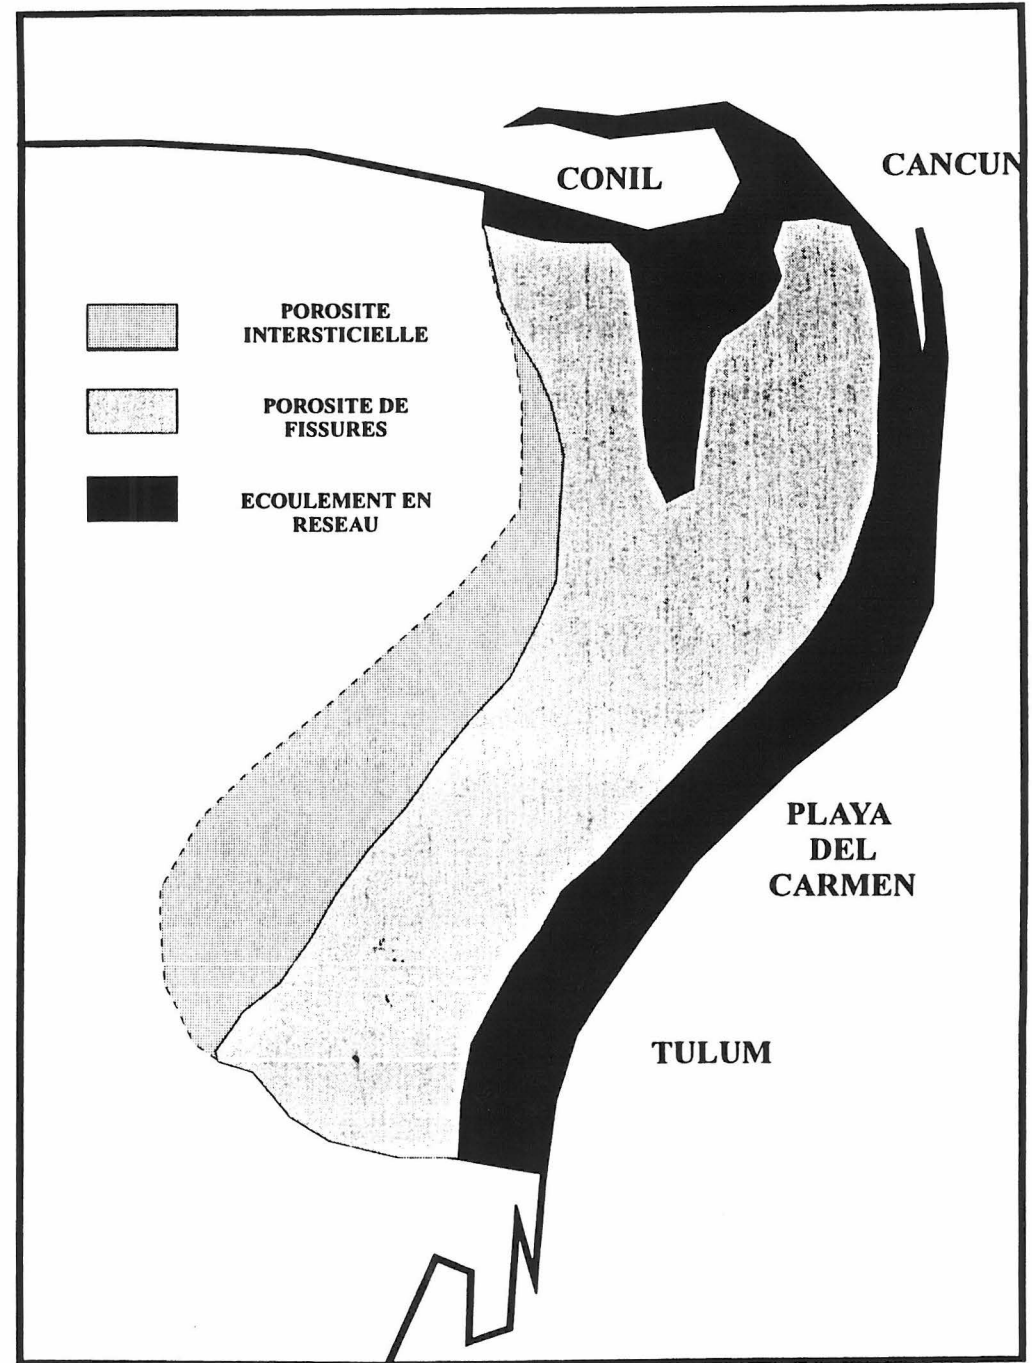 CONIL
CANCUN
POROSITE
INTERSTICIELLE
POROSITE DE
FISSURES
ECOULEMENT EN
RESEAU
PLAYA
DEL
CARMEN
TULUM